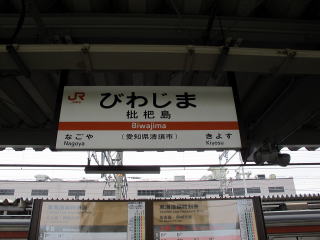 JR
びわじま
枇杷島
Biwajima
なごや
Nagoya
(愛知県清須市)
きよす
Kiyosu